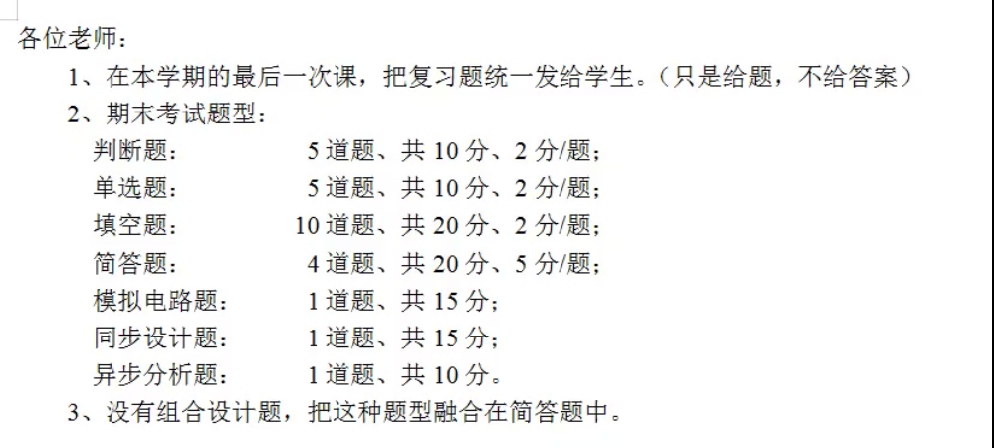 各位老师：
1、在本学期的最后一次课，把复习题统一发给学生。（只是给题，不给答案）
2、期末考试题型：
判断题： 5 道题、共 10 分、2 分/题；
单选题： 5 道题、共 10 分、2 分/题；
填空题： 10 道题、共 20 分、2 分/题；
简答题： 4 道题、共 20 分、5 分/题；
模拟电路题： 1 道题、共 15 分；
同步设计题： 1 道题、共 15 分；
异步分析题： 1 道题、共 10 分。
3、没有组合设计题，把这种题型融合在简答题中。